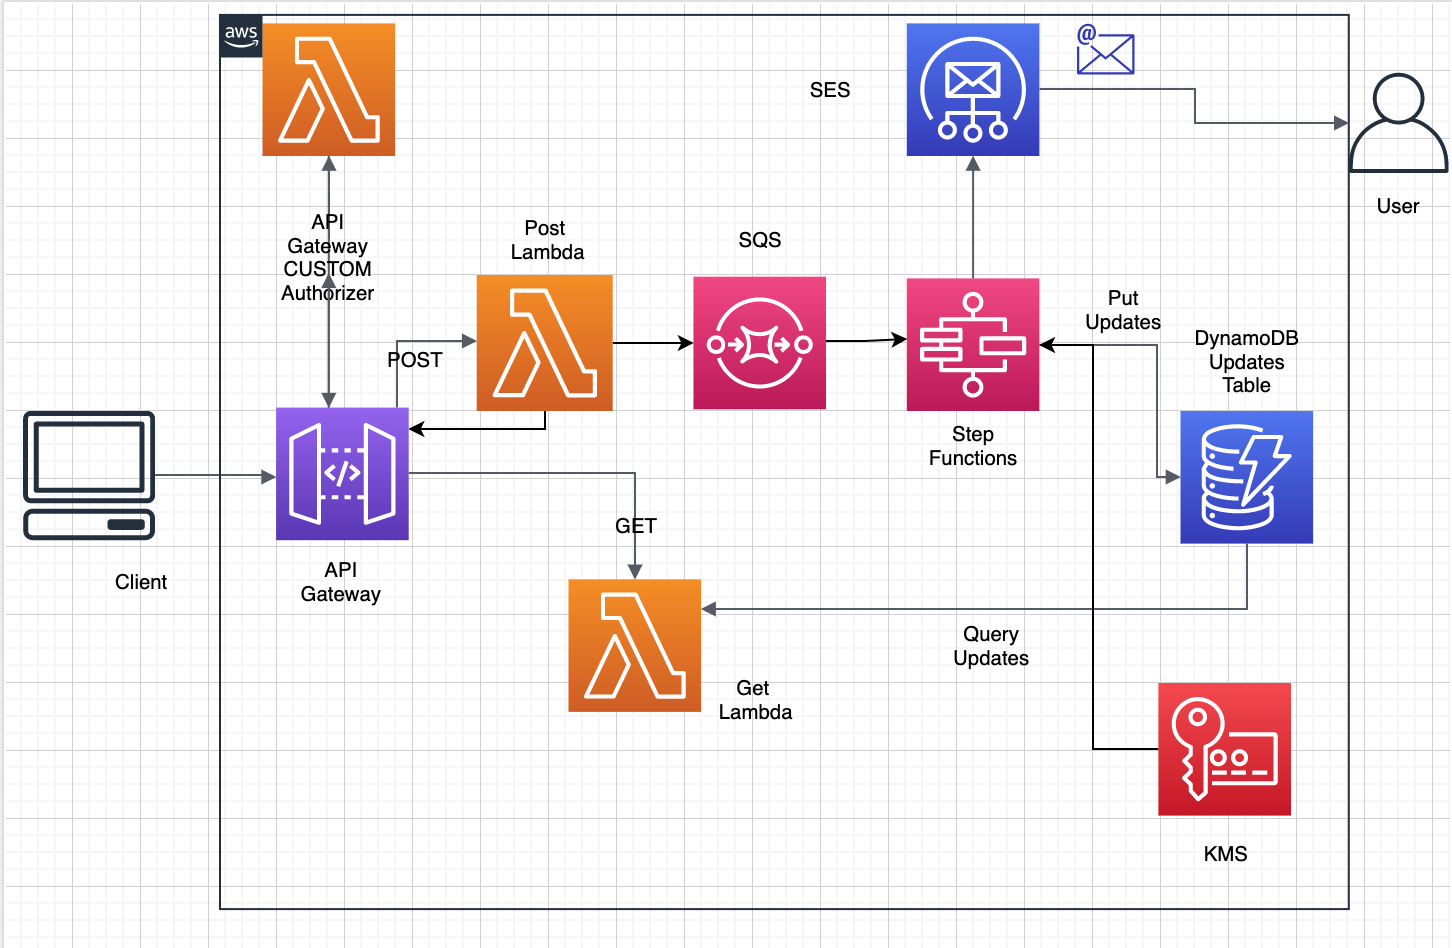 aws
SES
@
User
API
Gateway
CUSTOM
Authorizer
Post
Lambda
SQS
Put
Updates
DynamoDB
Updates
Table
POST
Step
Functions
</>
GET
Client
API
Gateway
Query
Updates
Get
Lambda
KMS